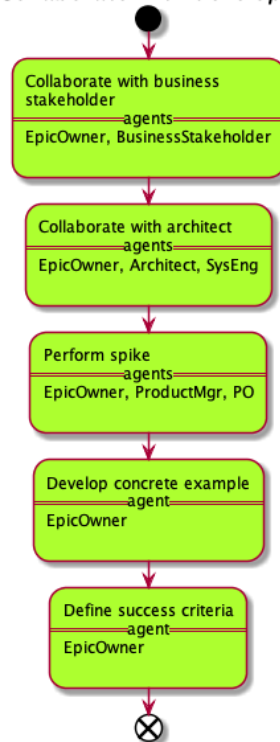 Collaborate with business
stakeholder
agents
EpicOwner, BusinessStakeholder
Collaborate with architect
agents
EpicOwner, Architect, SysEng
Perform spike
agents
EpicOwner, ProductMgr, PO
Develop concrete example
agent
EpicOwner
Define success criteria
agent
EpicOwner